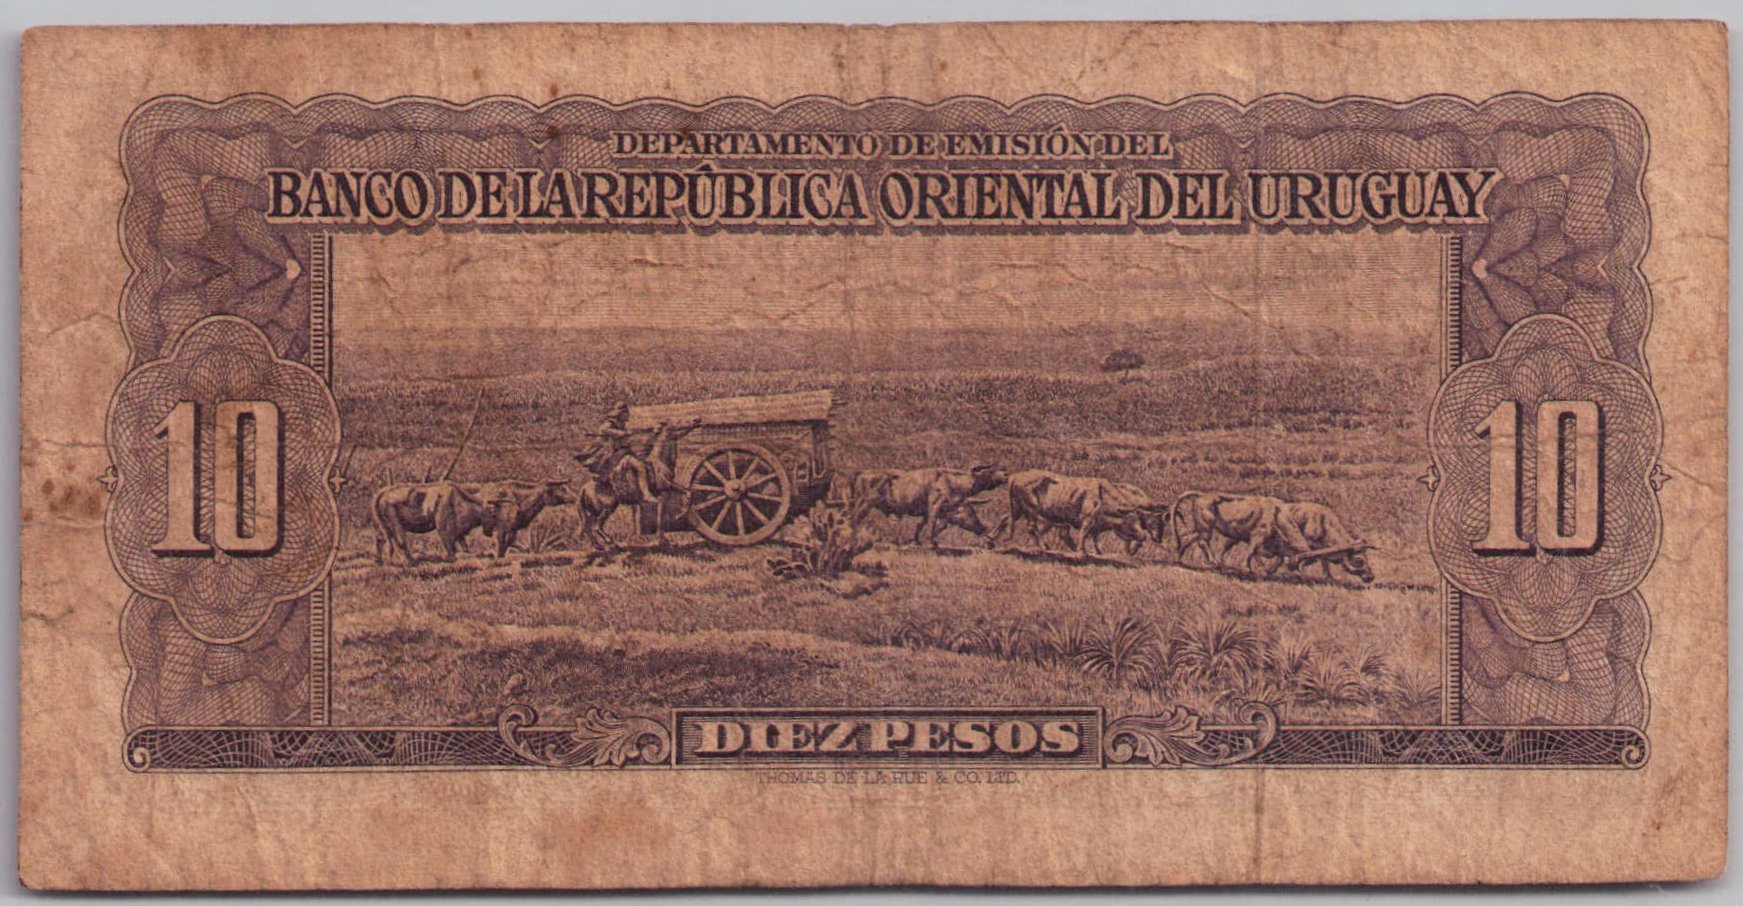 DEPARTAMENTO DE EMISIÓN DEL
BANCO DE LA REPÚBLICA ORIENTAL DEL URUGUAY
10 10
DIEZ PESOS
THOMAS DE LA RUE & CO. LTD.